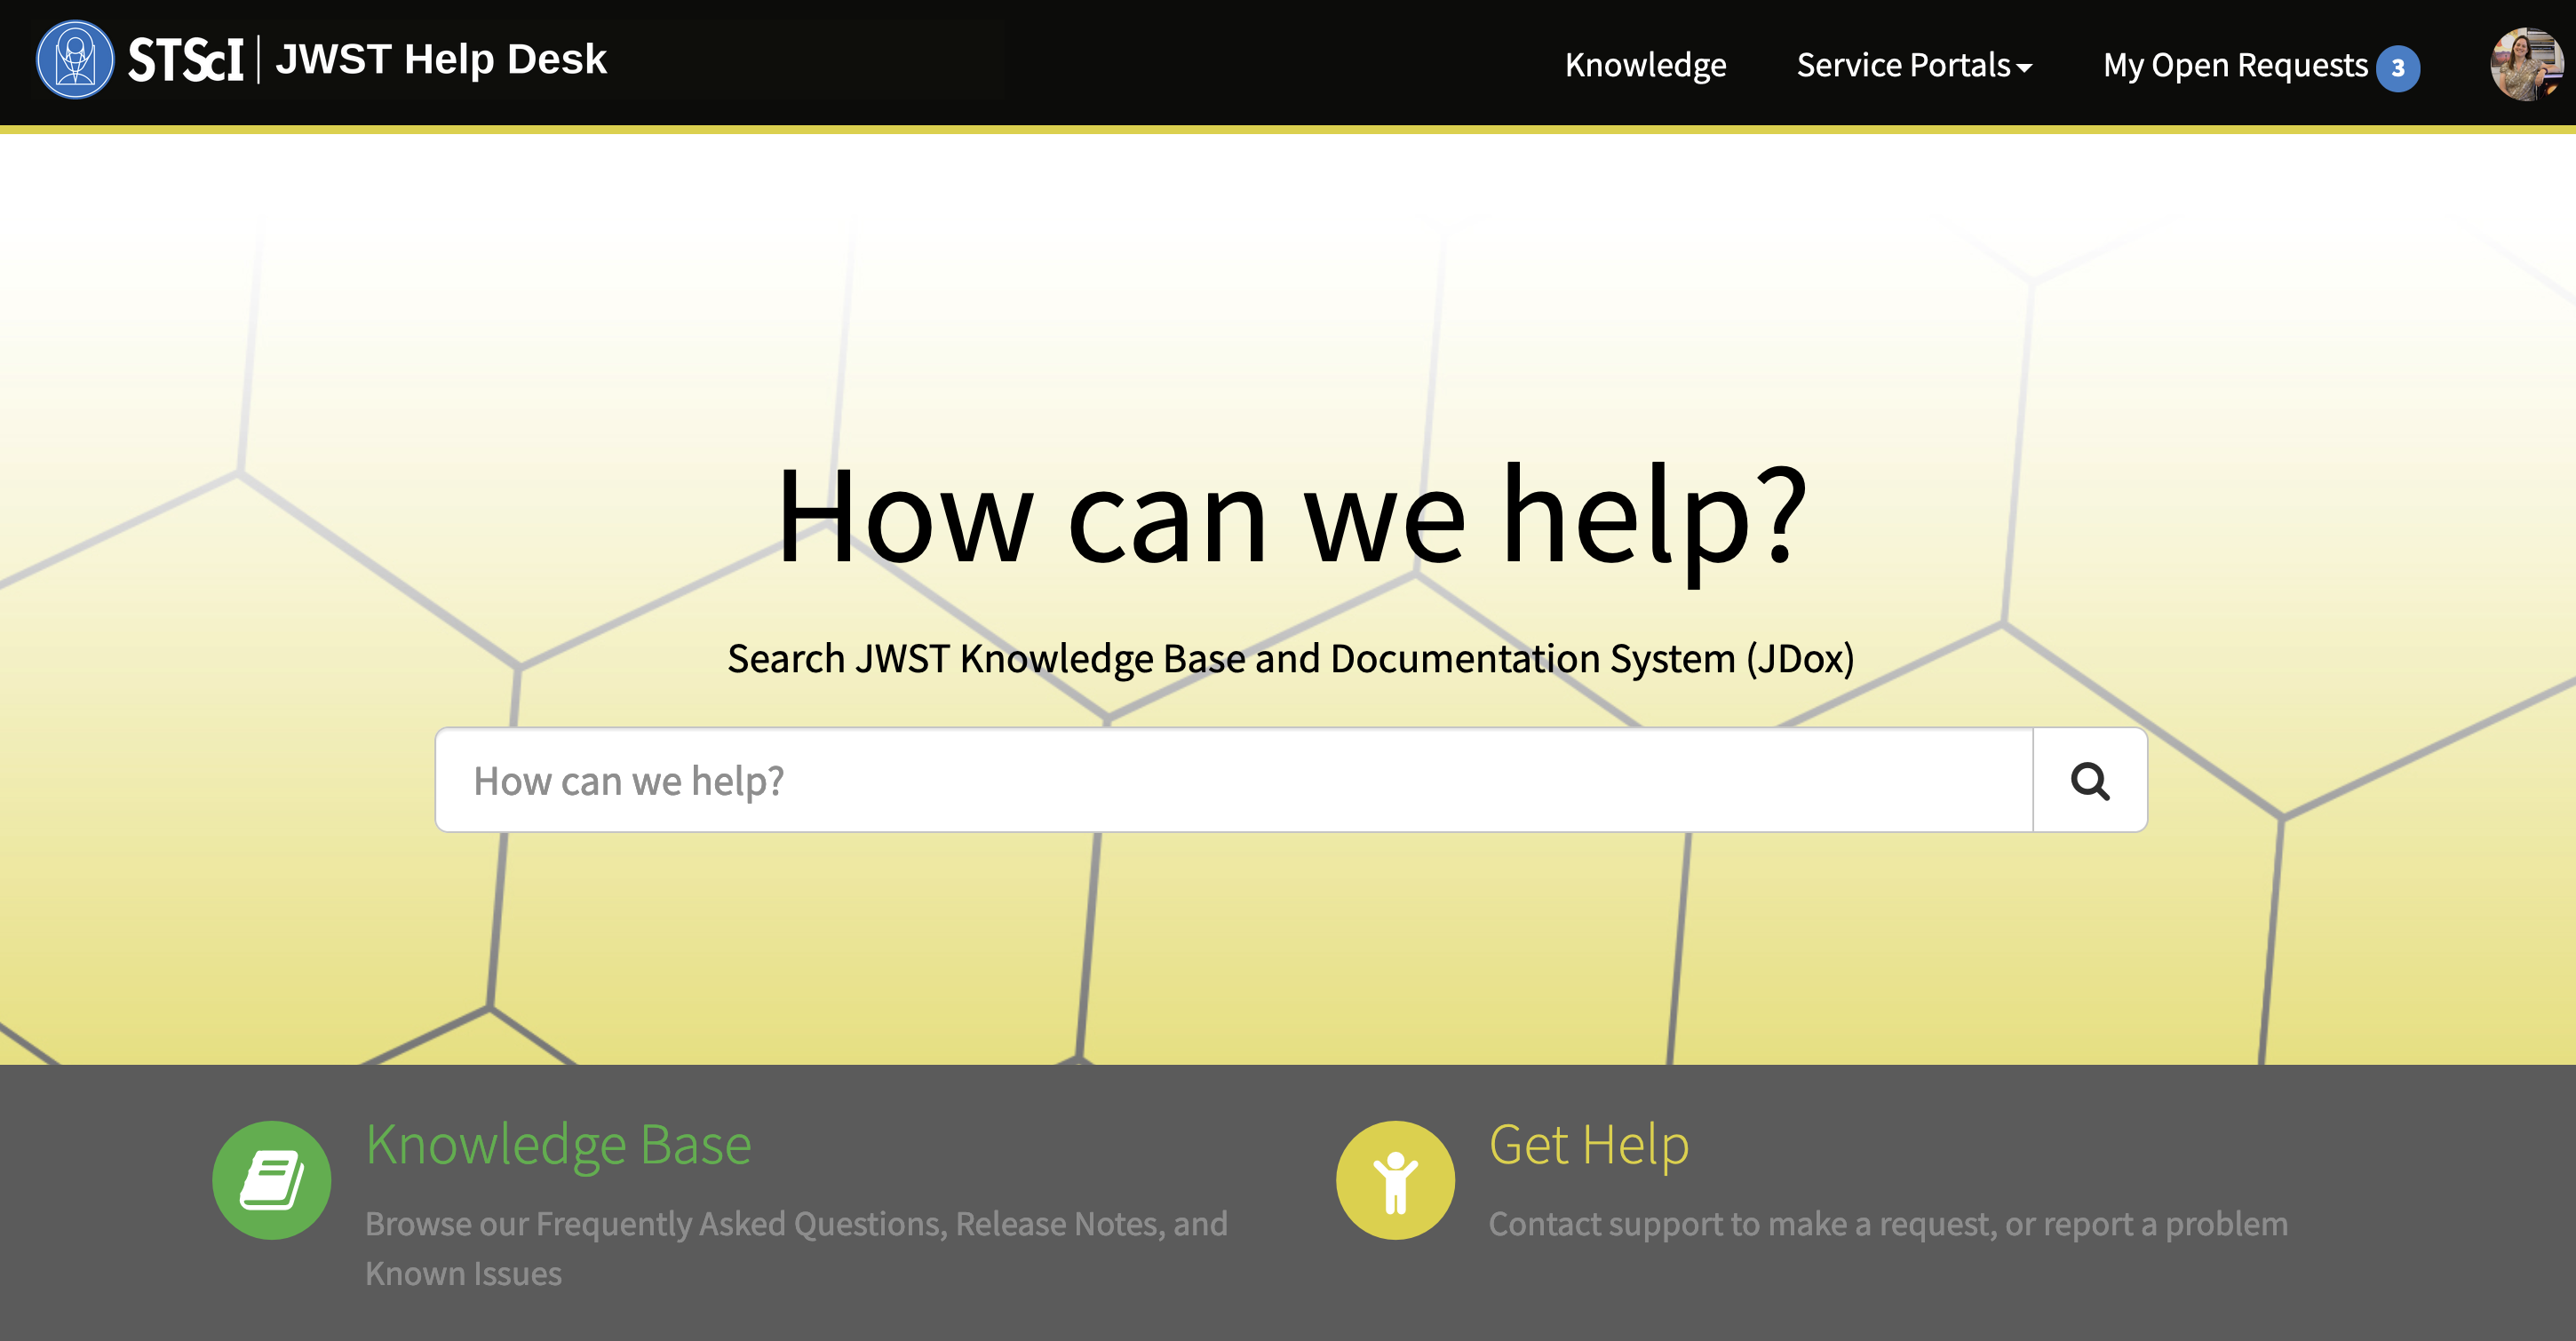 STScI | JWST Help Desk
Knowledge
Service Portals
My Open Requests 3
How can we help?
Search JWST Knowledge Base and Documentation System (JDox)
How can we help?
Knowledge Base
Browse our Frequently Asked Questions, Release Notes, and
Known Issues
Get Help
Contact support to make a request, or report a problem